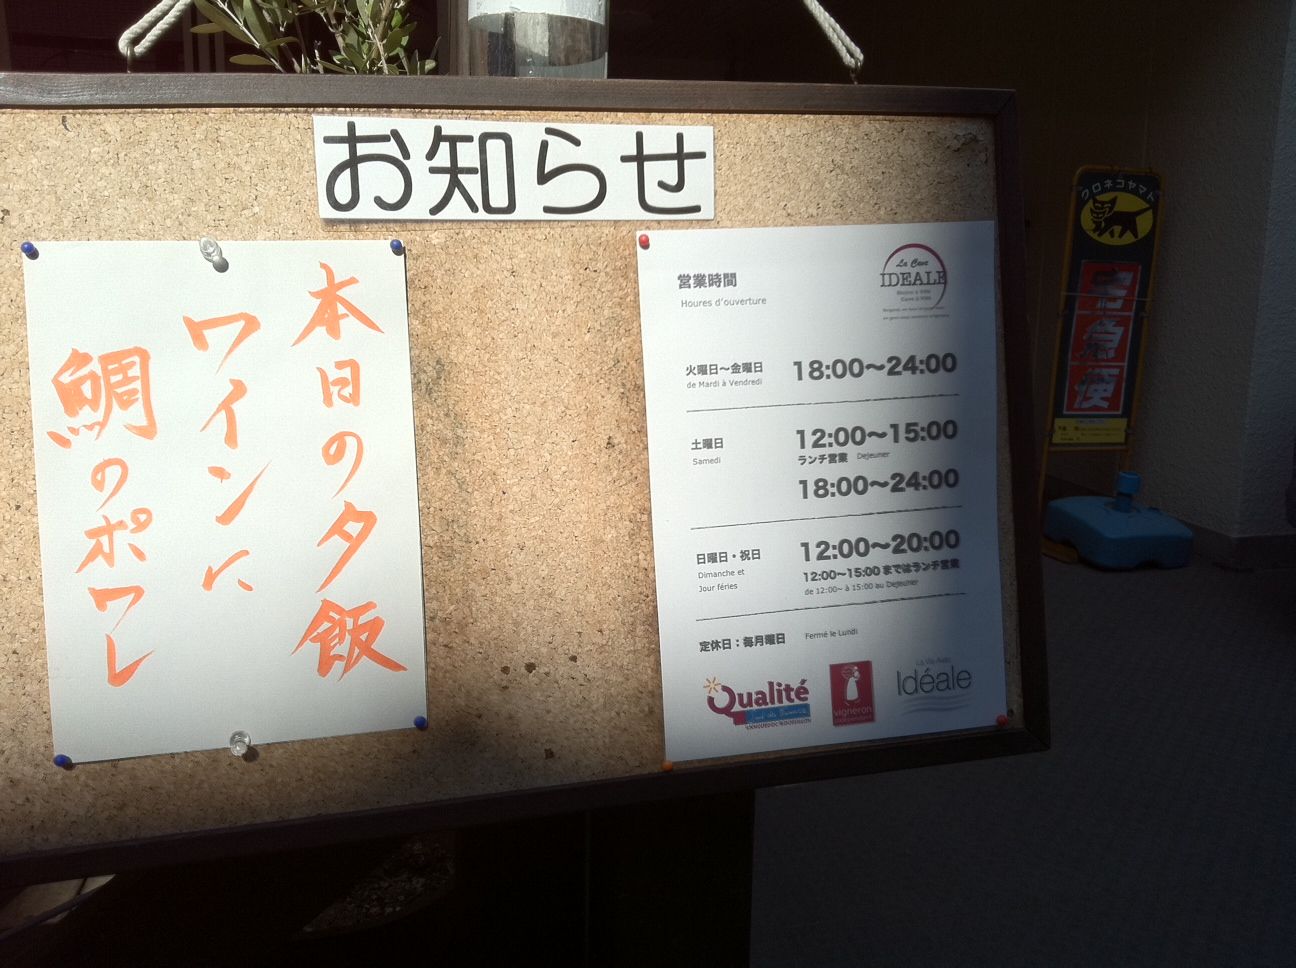 お知らせ
本日の夕飯
ワインに
鯛のポワレ
営業時間
Houres d'ouverture
La Cave
IDEALE
火曜日〜金曜日 18:00〜24:00
de Mardi à Vendredi
土曜日 12:00〜15:00
Samedi ランチ営業 Dejeuner
18:00〜24:00
日曜日・祝日 12:00〜20:00
Dimanche et 12:00〜15:00 まではランチ営業
Jour féries de 12:00~ à 15:00 au Dejeuner
定休日：毎月曜日 Fermé le Lundi
Qualité
vigneron
Idéale
クロネコヤマト
宅急便